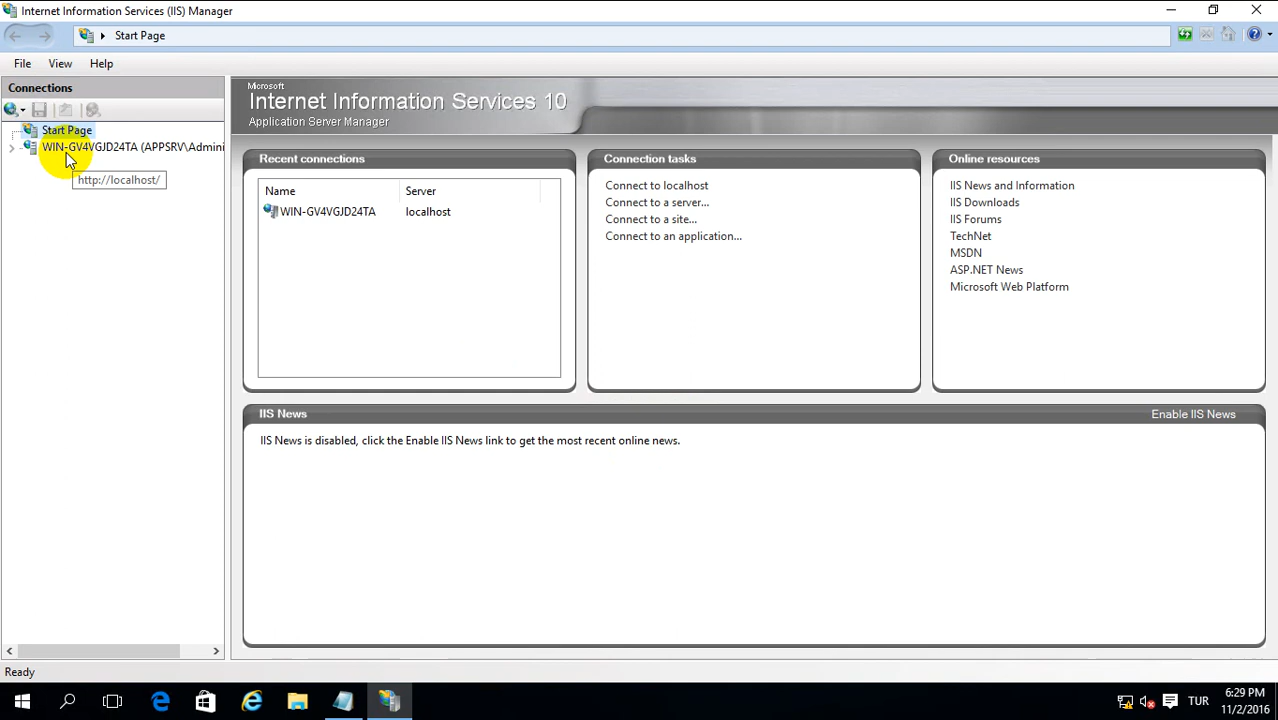 Internet Information Services (IIS) Manager
Start Page
File View Help
Connections
Start Page
WIN-GV4VGJD24TA (APPSRV\Admini
http://localhost/
Microsoft
Internet Information Services 10
Application Server Manager
Recent connections
Name Server
WIN-GV4VGJD24TA localhost
Connection tasks
Connect to localhost
Connect to a server...
Connect to a site...
Connect to an application...
Online resources
IIS News and Information
IIS Downloads
IIS Forums
TechNet
MSDN
ASP.NET News
Microsoft Web Platform
IIS News Enable IIS News
IIS News is disabled, click the Enable IIS News link to get the most recent online news.
Ready
TUR
6:29 PM
11/2/2016